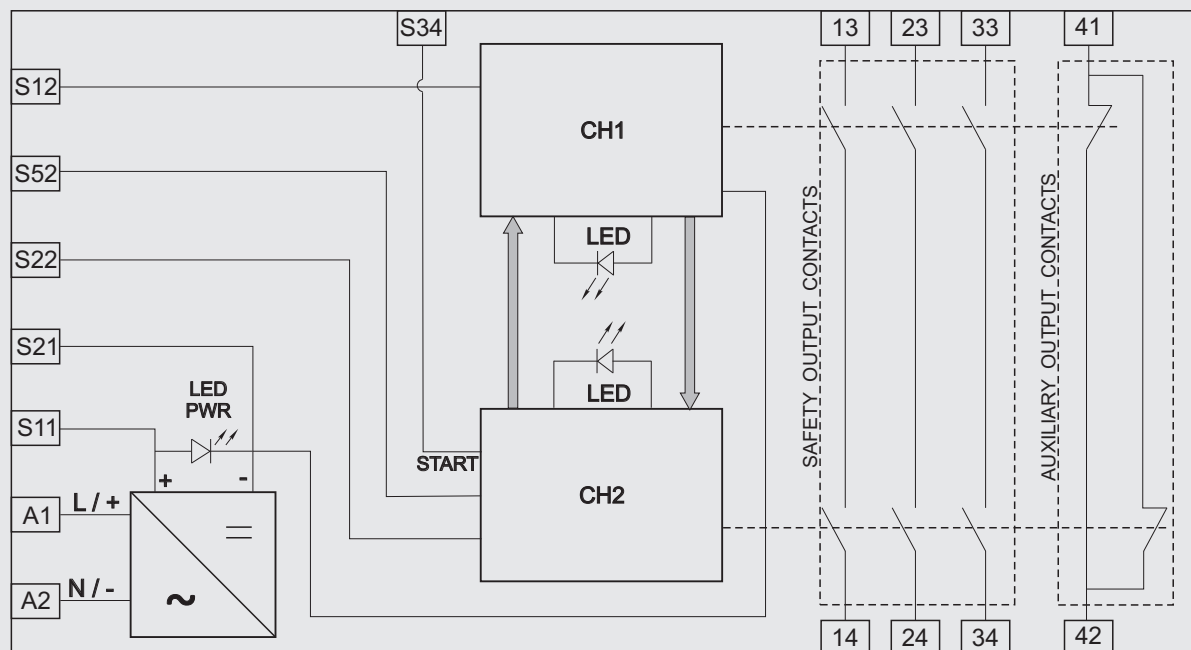 S34
13
23
33
41
S12
CH1
S52
LED
S22
S21
LED
PWR
LED
S11
START
+
-
SAFETY OUTPUT CONTACTS
AUXILIARY OUTPUT CONTACTS
CH2
A1
L / +
A2
N / -
~
14
24
34
42